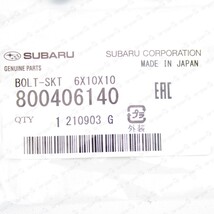 SUBARU
SUBARU CORPORATION
GENUINE PARTS
MADE IN JAPAN
BOLT-SKT 6X10X10
800406140
EAC
QTY 1 210903 G
外装